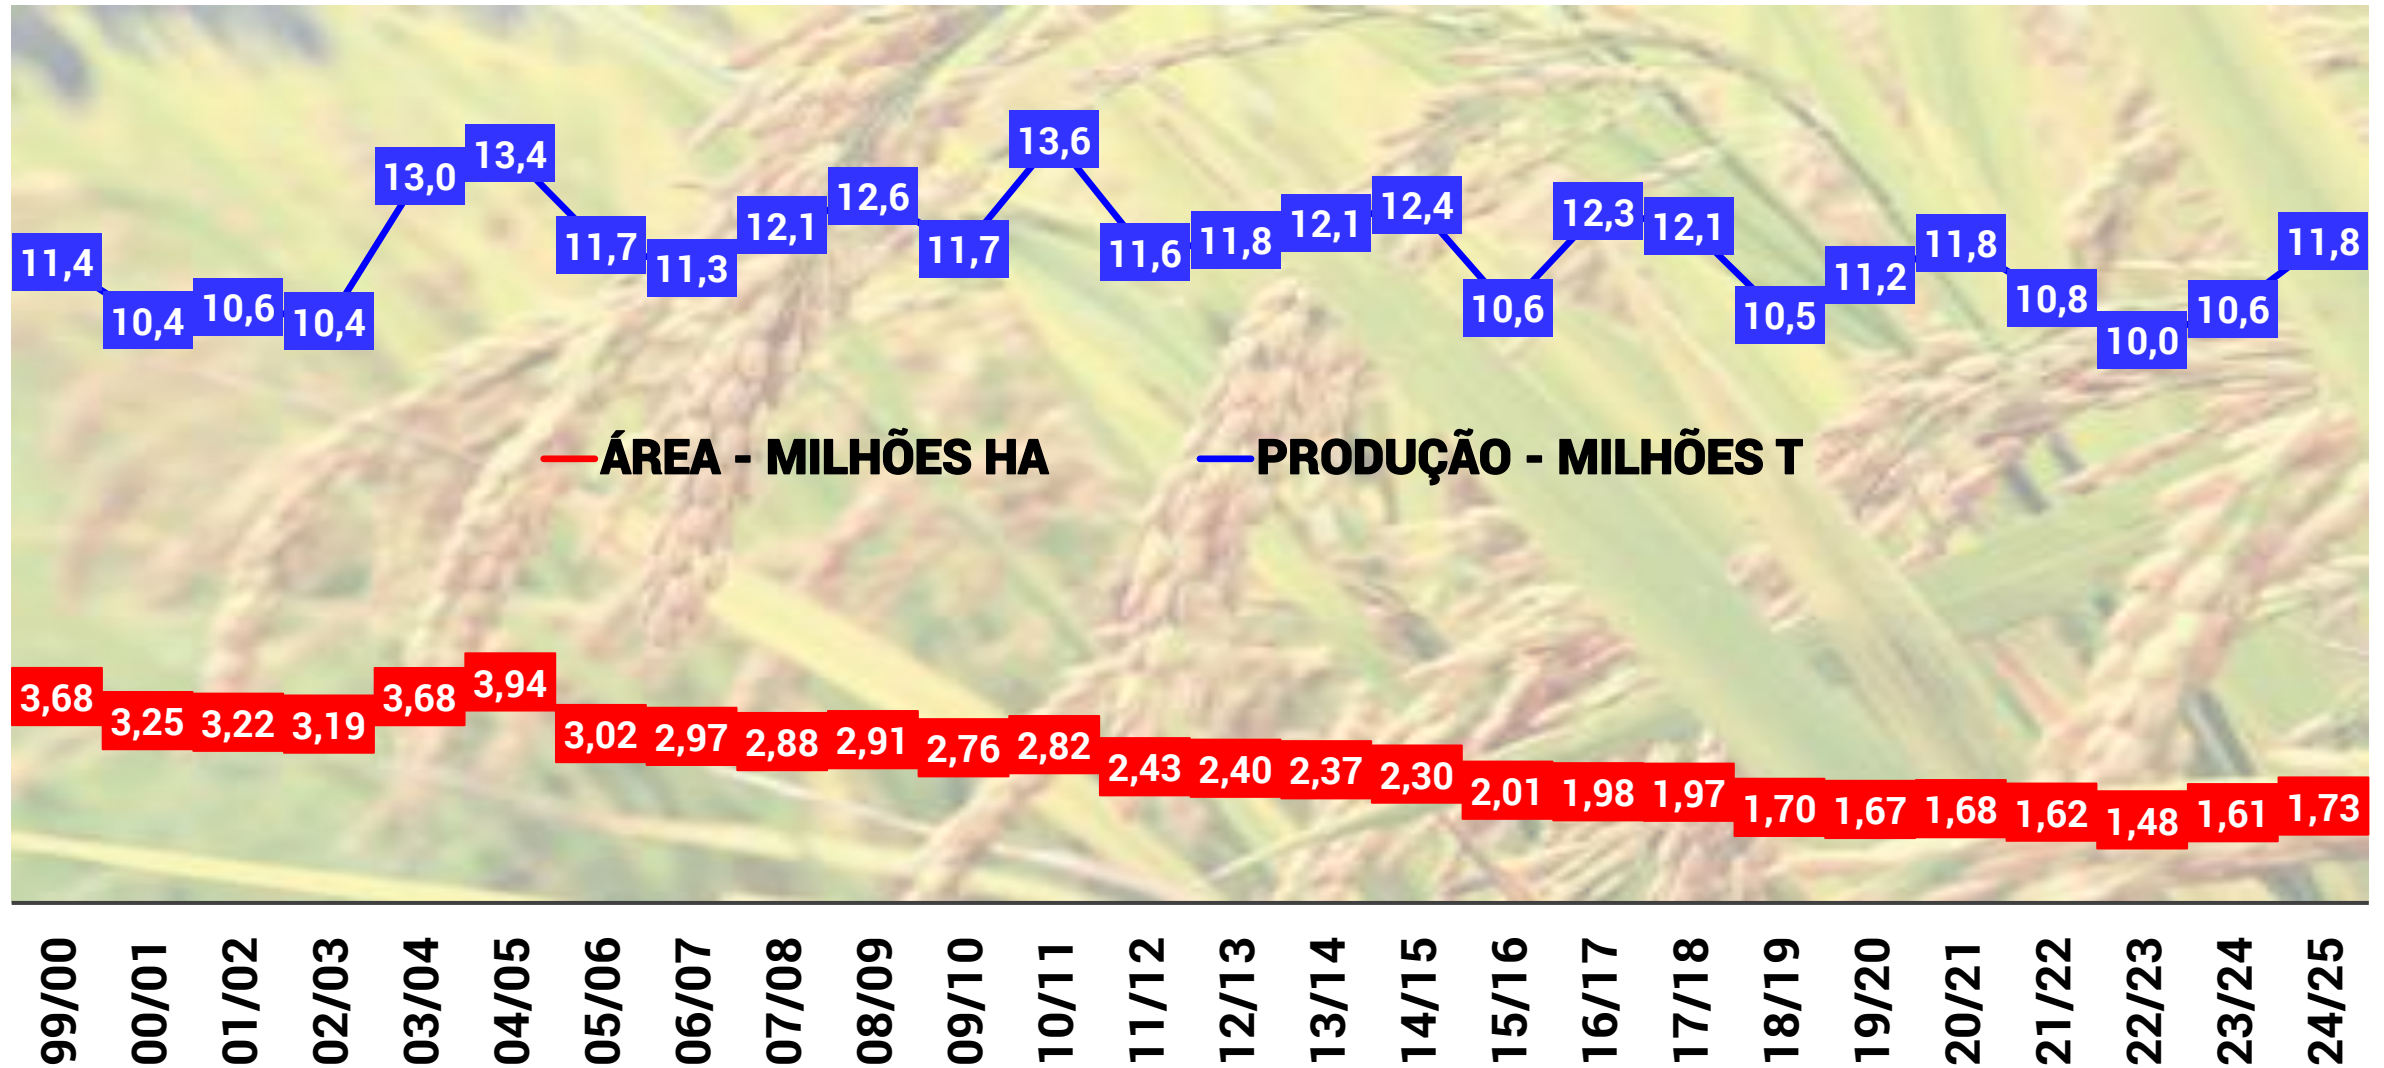 11,4 10,4 10,6 10,4 13,0 13,4 11,7 11,3 12,1 12,6 11,7 13,6 11,6 11,8 12,1 12,4 10,6 12,3 12,1 10,5 11,2 11,8 10,8 10,0 10,6 11,8
ÁREA - MILHÕES HA PRODUÇÃO - MILHÕES T
3,68 3,25 3,22 3,19 3,68 3,94 3,02 2,97 2,88 2,91 2,76 2,82 2,43 2,40 2,37 2,30 2,01 1,98 1,97 1,70 1,67 1,68 1,62 1,48 1,61 1,73
99/00 00/01 01/02 02/03 03/04 04/05 05/06 06/07 07/08 08/09 09/10 10/11 11/12 12/13 13/14 14/15 15/16 16/17 17/18 18/19 19/20 20/21 21/22 22/23 23/24 24/25